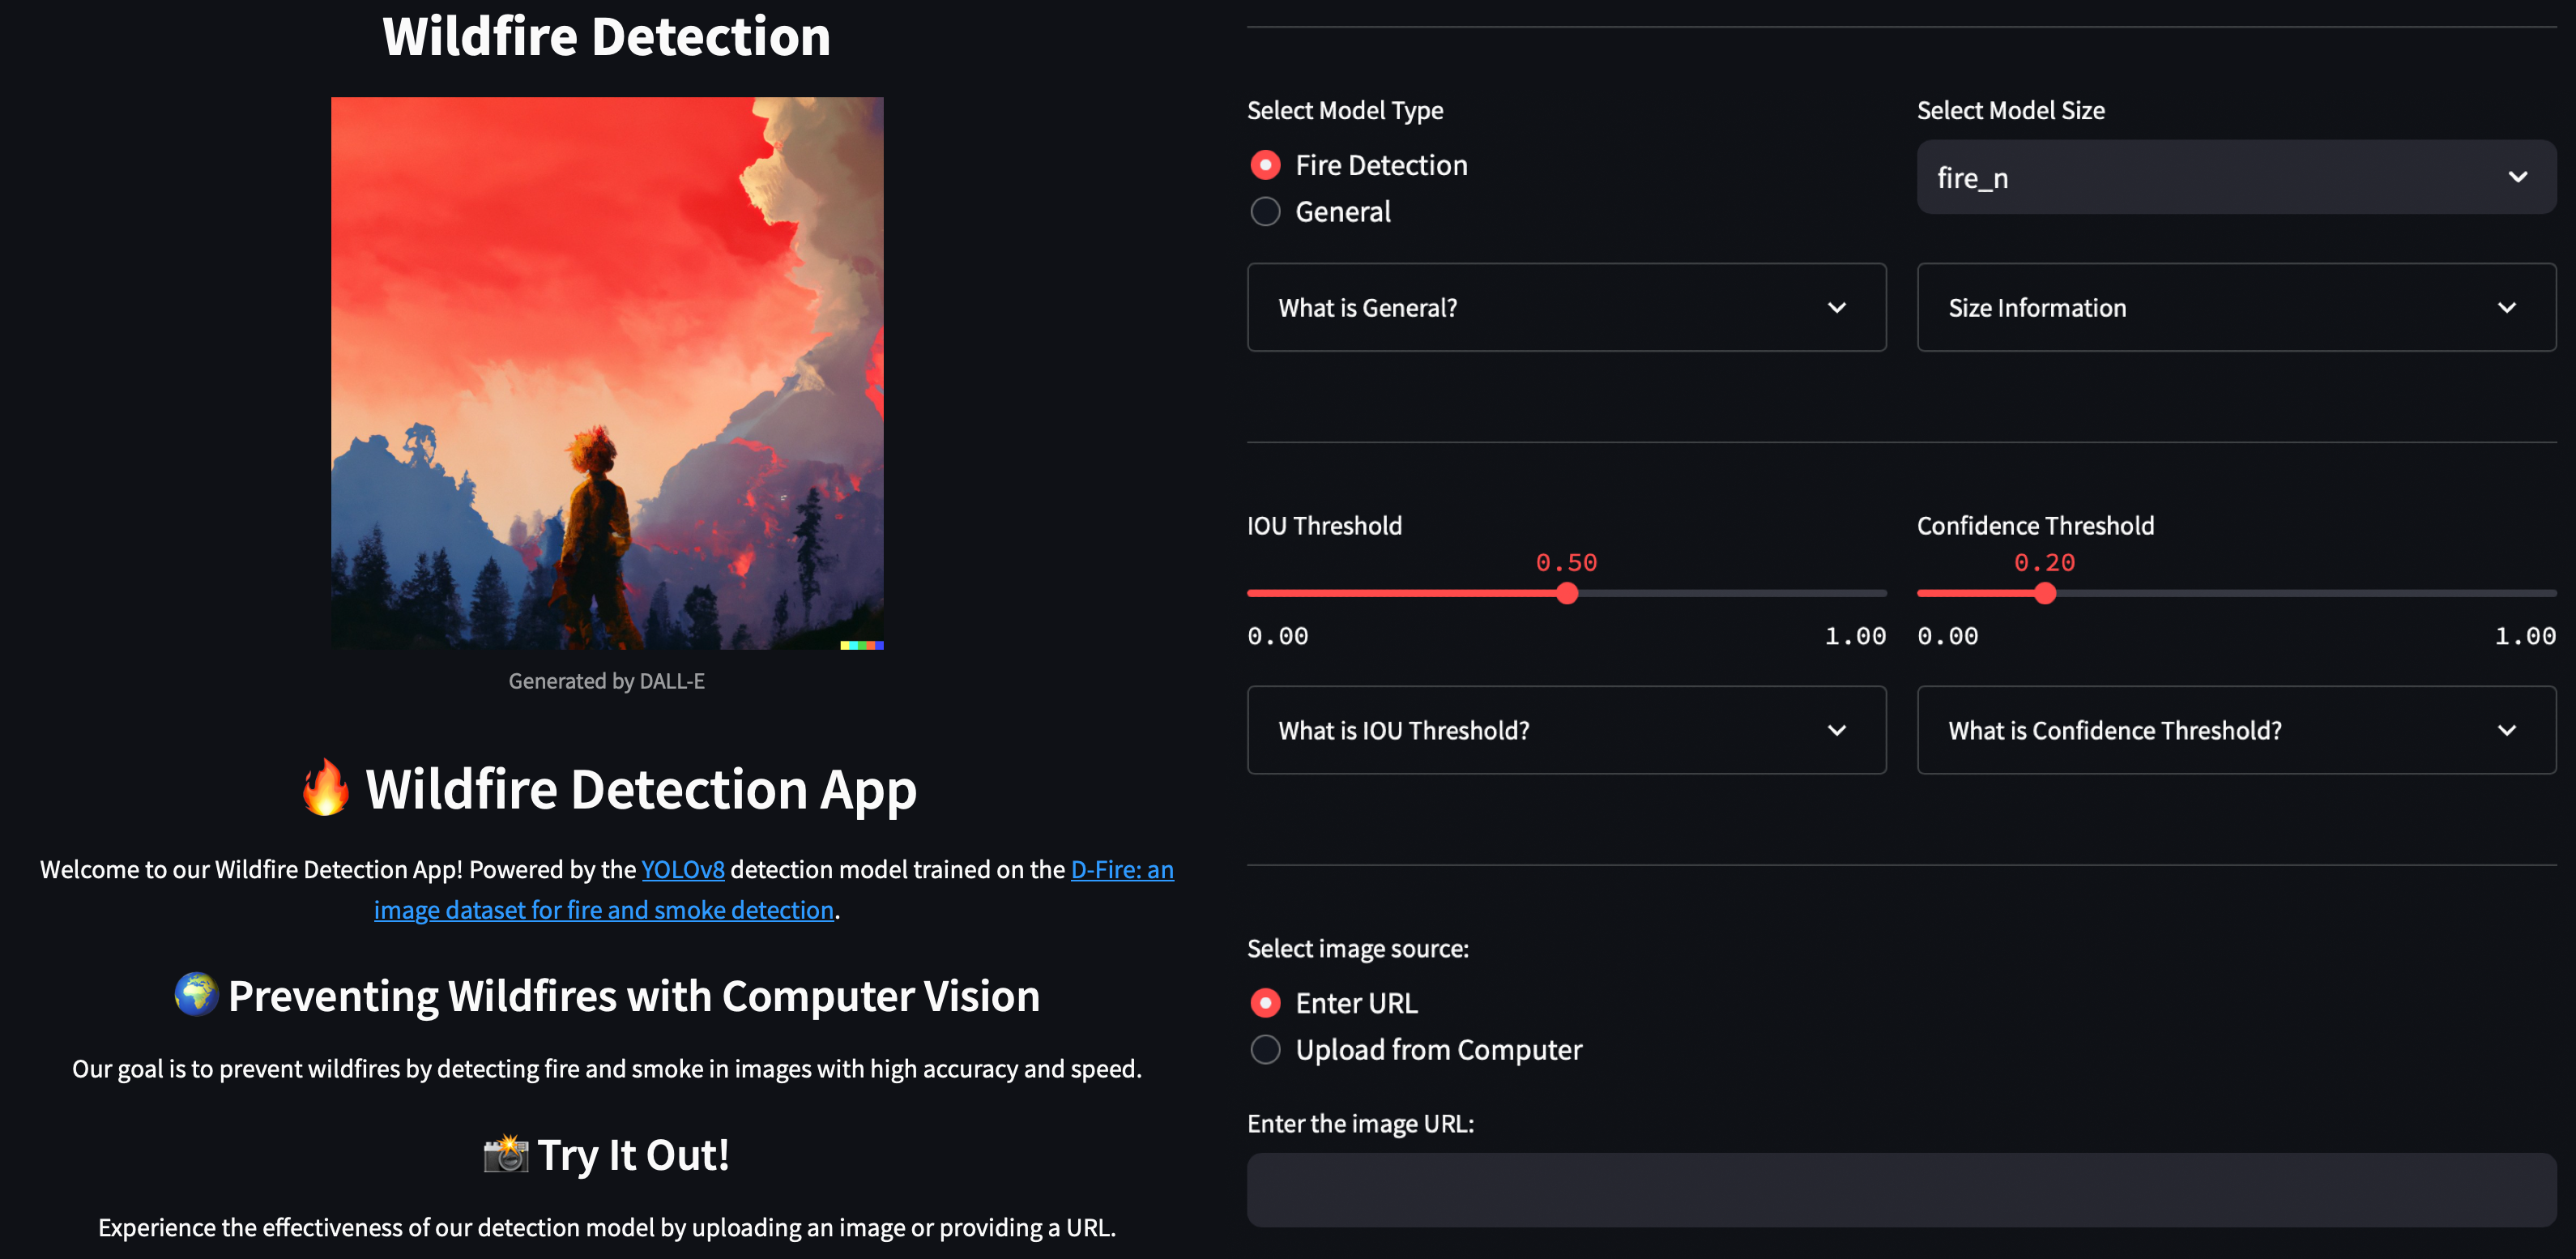 Wildfire Detection
Generated by DALL-E
🔥 Wildfire Detection App
Welcome to our Wildfire Detection App! Powered by the YOLOv8 detection model trained on the D-Fire: an
image dataset for fire and smoke detection.
🌍 Preventing Wildfires with Computer Vision
Our goal is to prevent wildfires by detecting fire and smoke in images with high accuracy and speed.
📸 Try It Out!
Experience the effectiveness of our detection model by uploading an image or providing a URL.
Select Model Type
Fire Detection
General
What is General?
Select Model Size
fire_n
Size Information
IOU Threshold
0.50
0.00 1.00
What is IOU Threshold?
Confidence Threshold
0.20
0.00 1.00
What is Confidence Threshold?
Select image source:
Enter URL
Upload from Computer
Enter the image URL: